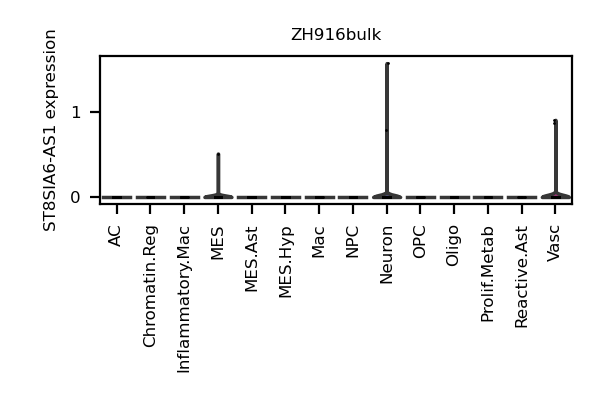 ZH916bulk
ST8SIA6-AS1 expression
1
0
AC
Chromatin.Reg
Inflammatory.Mac
MES
MES.Ast
MES.Hyp
Mac
NPC
Neuron
OPC
Oligo
Prolif.Metab
Reactive.Ast
Vasc